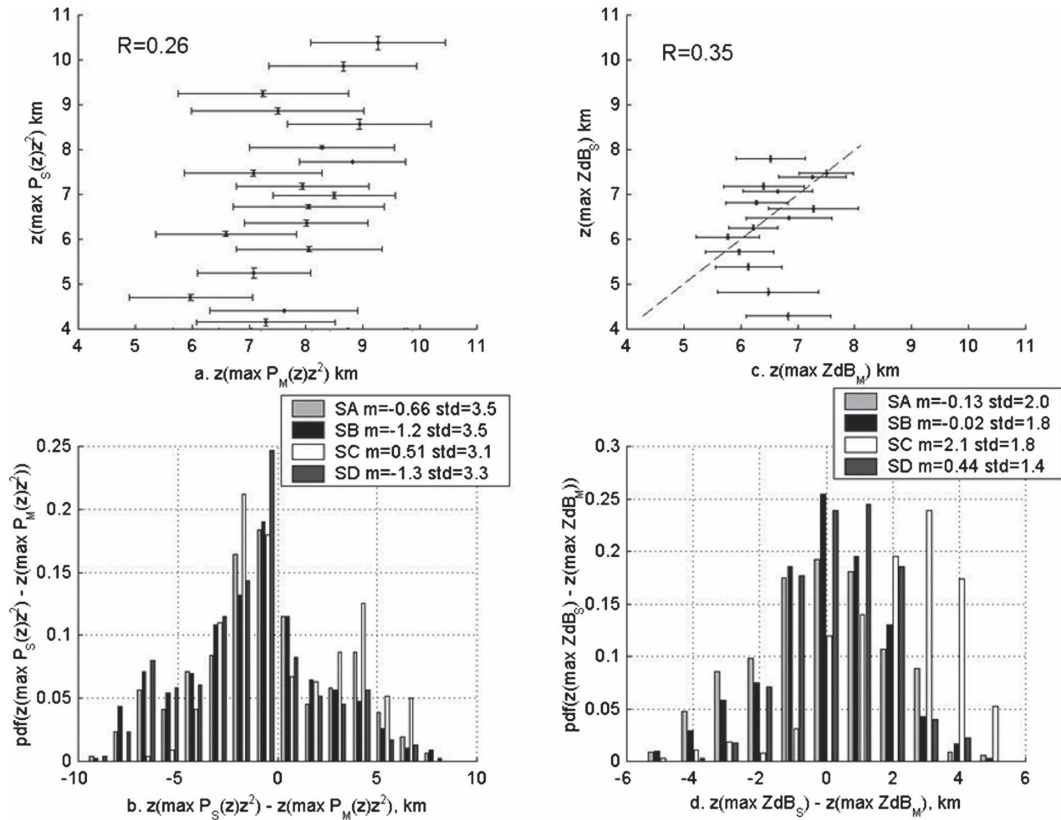 R=0.26
z(max P_S(z)z²) km
11
10
9
8
7
6
5
4
4 5 6 7 8 9 10 11
a. z(max P_M(z)z²) km
R=0.35
z(max ZdB_S) km
11
10
9
8
7
6
5
4
4 5 6 7 8 9 10 11
c. z(max ZdB_M) km
SA m=-0.66 std=3.5
SB m=-1.2 std=3.5
SC m=0.51 std=3.1
SD m=-1.3 std=3.3
pdf(z(max P_S(z)z²) - z(max P_M(z)z²))
0.25
0.2
0.15
0.1
0.05
0
-10 -5 0 5 10
b. z(max P_S(z)z²) - z(max P_M(z)z²), km
SA m=-0.13 std=2.0
SB m=-0.02 std=1.8
SC m=2.1 std=1.8
SD m=0.44 std=1.4
pdf(z(max ZdB_S) - z(max ZdB_M))
0.3
0.25
0.2
0.15
0.1
0.05
0
-6 -4 -2 0 2 4 6
d. z(max ZdB_S) - z(max ZdB_M), km